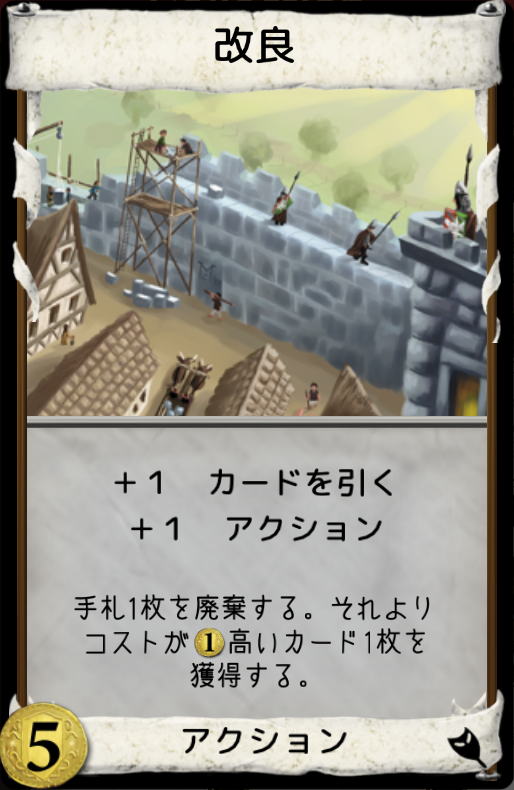 改良
＋１　カードを引く
＋１　アクション
手札1枚を廃棄する。それより
コストが1高いカード1枚を
獲得する。
5
アクション